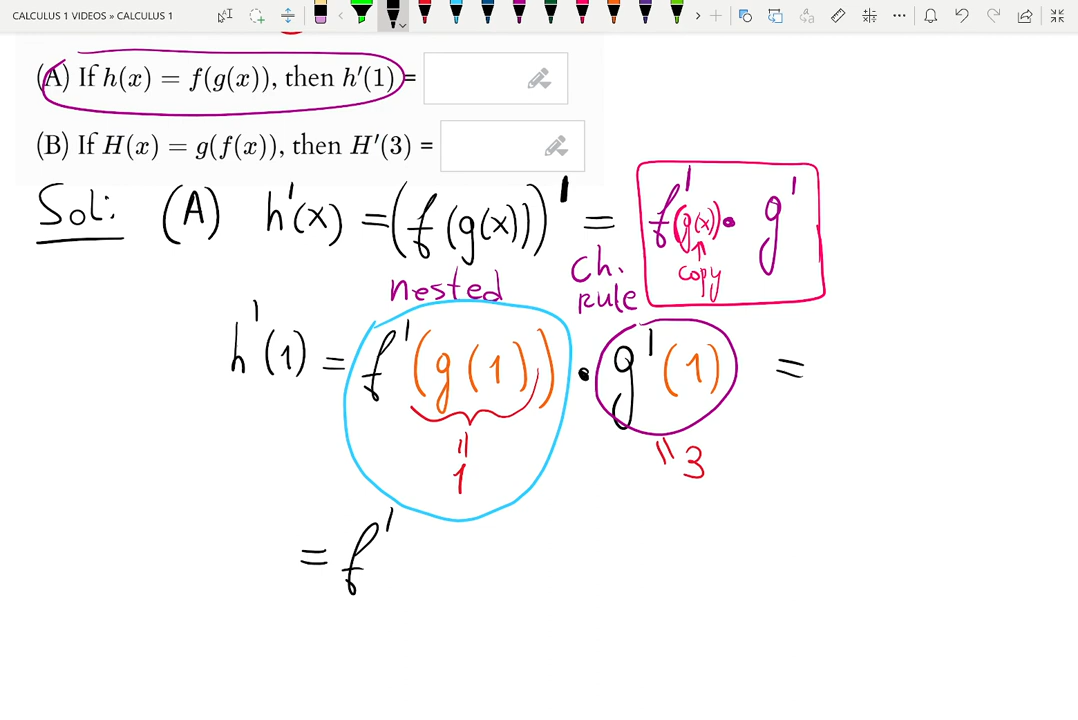 CALCULUS 1 VIDEOS » CALCULUS 1
(A) If h(x) = f(g(x)), then h'(1) =
(B) If H(x) = g(f(x)), then H'(3) =
Sol: (A) h'(x) = (f(g(x)))' = f'(g(x)) • g'
nested ch. rule copy
h'(1) = f'(g(1)) • g'(1) =
= 1 = 3
= f'